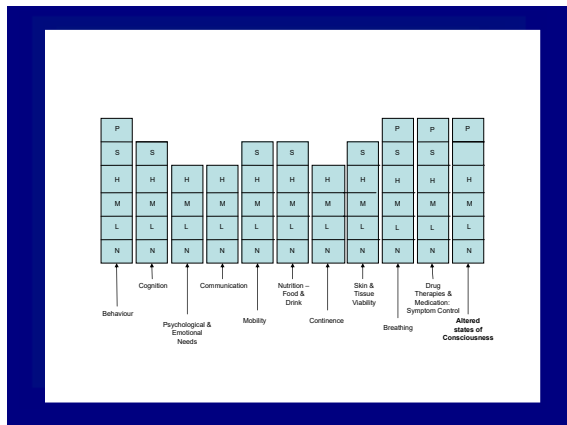 P P P P
S S S S S S S
H H H H H H H H H H H
M M M M M M M M M M M
L L L L L L L L L L L
N N N N N N N N N N N
Behaviour
Cognition
Psychological &
Emotional
Needs
Communication
Mobility
Nutrition –
Food &
Drink
Continence
Skin &
Tissue
Viability
Breathing
Drug
Therapies &
Medication:
Symptom Control
Altered
states of
Consciousness